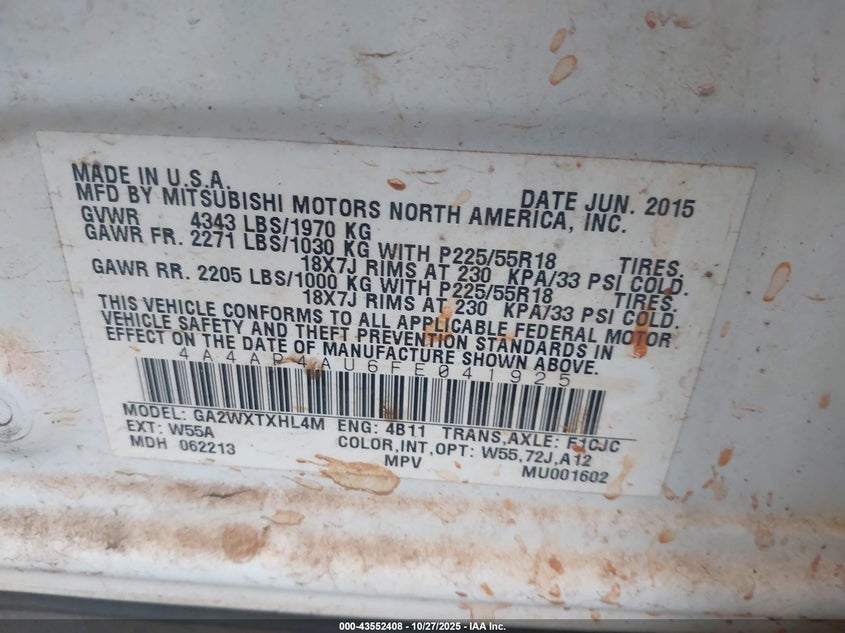 MADE IN U.S.A.
MFD BY MITSUBISHI MOTORS NORTH AMERICA, INC. DATE JUN. 2015
GVWR 4343 LBS/1970 KG
GAWR FR. 2271 LBS/1030 KG WITH P225/55R18 TIRES.
18X7J RIMS AT 230 KPA/33 PSI COLD.
GAWR RR. 2205 LBS/1000 KG WITH P225/55R18 TIRES.
18X7J RIMS AT 230 KPA/33 PSI COLD.
THIS VEHICLE CONFORMS TO ALL APPLICABLE FEDERAL MOTOR
VEHICLE SAFETY AND THEFT PREVENTION STANDARDS IN
EFFECT ON THE DATE OF MANUFACTURE SHOWN ABOVE.
4A4AP4AU6FE041925
MODEL: GA2WXTXHL4M ENG: 4B11 TRANS,AXLE: F1CJC
EXT: W55A COLOR,INT,OPT: W55,72J,A12
MDH 062213 MPV MU001602
000-43552408 - 10/27/2025 - IAA Inc.